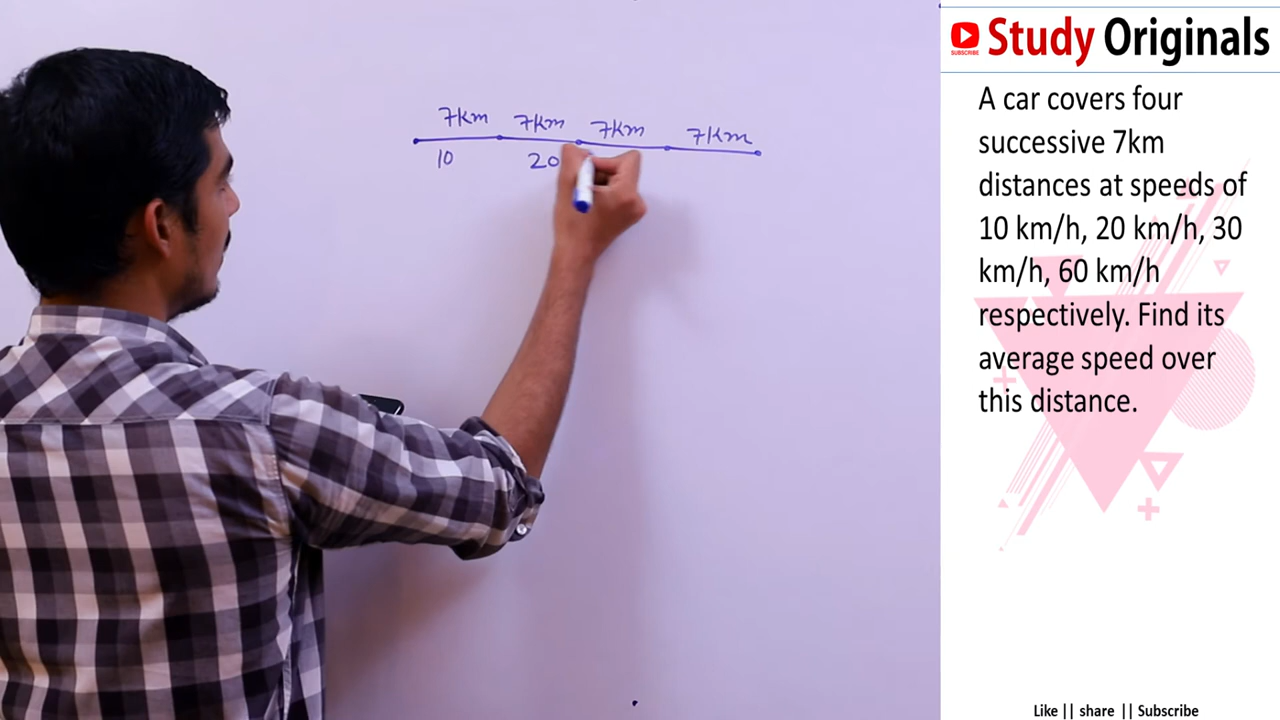 7km 7km 7km 7km
10 20
SUBSCRIBE
Study Originals
A car covers four
successive 7km
distances at speeds of
10 km/h, 20 km/h, 30
km/h, 60 km/h
respectively. Find its
average speed over
this distance.
Like || share || Subscribe